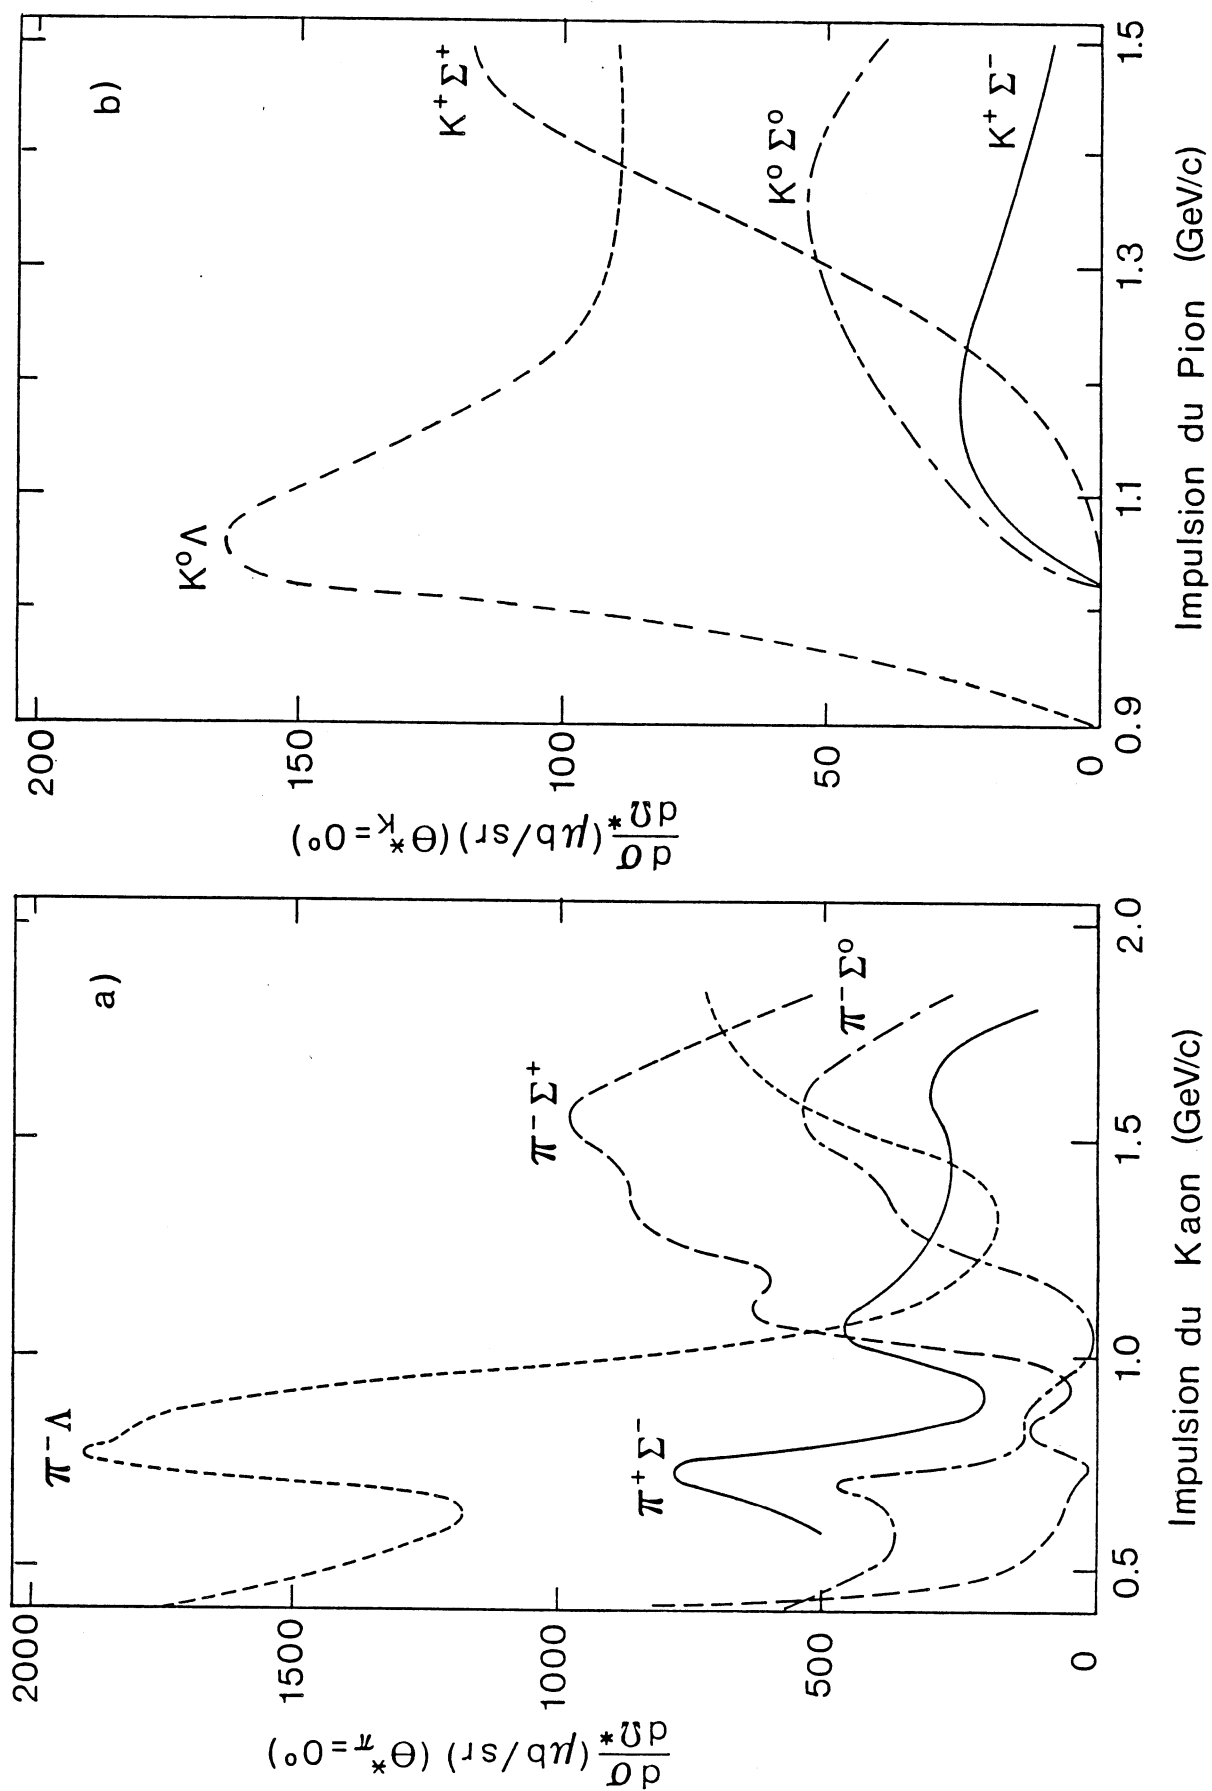 a)
dσ/dΩ* (μb/sr) (Θ*π = 0°)
2000
1500
1000
500
0
π⁻Λ
π⁺Σ⁻
π⁻Σ⁺
π⁻Σ⁰
0.5
1.0
1.5
2.0
Impulsion du Kaon (GeV/c)
b)
dσ/dΩ* (μb/sr) (Θ*K = 0°)
200
150
100
50
0
K⁰Λ
K⁺Σ⁺
K⁰Σ⁰
K⁺Σ⁻
0.9
1.1
1.3
1.5
Impulsion du Pion (GeV/c)